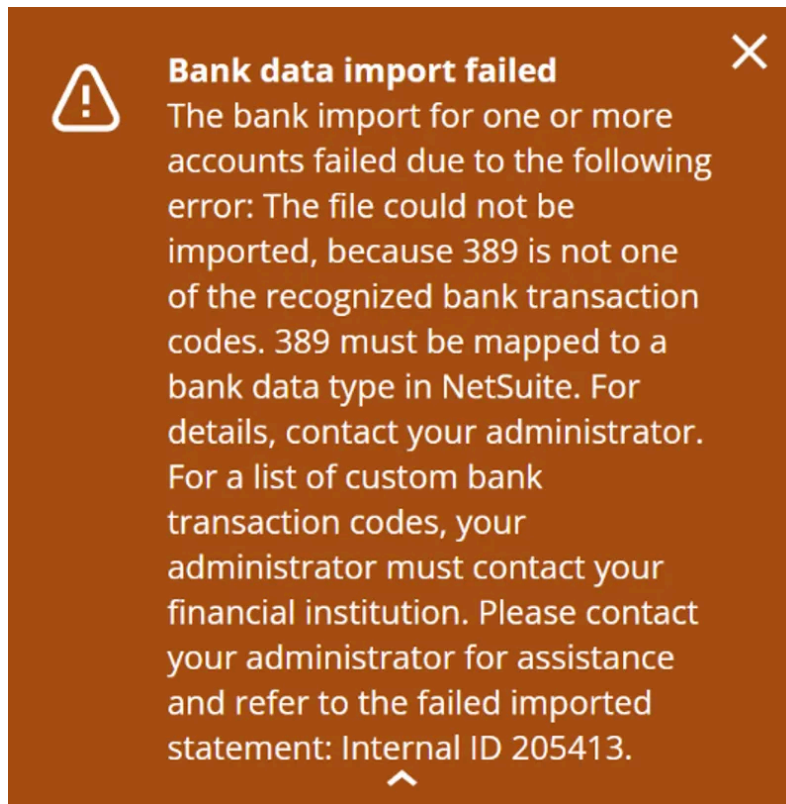 Bank data import failed
The bank import for one or more
accounts failed due to the following
error: The file could not be
imported, because 389 is not one
of the recognized bank transaction
codes. 389 must be mapped to a
bank data type in NetSuite. For
details, contact your administrator.
For a list of custom bank
transaction codes, your
administrator must contact your
financial institution. Please contact
your administrator for assistance
and refer to the failed imported
statement: Internal ID 205413.